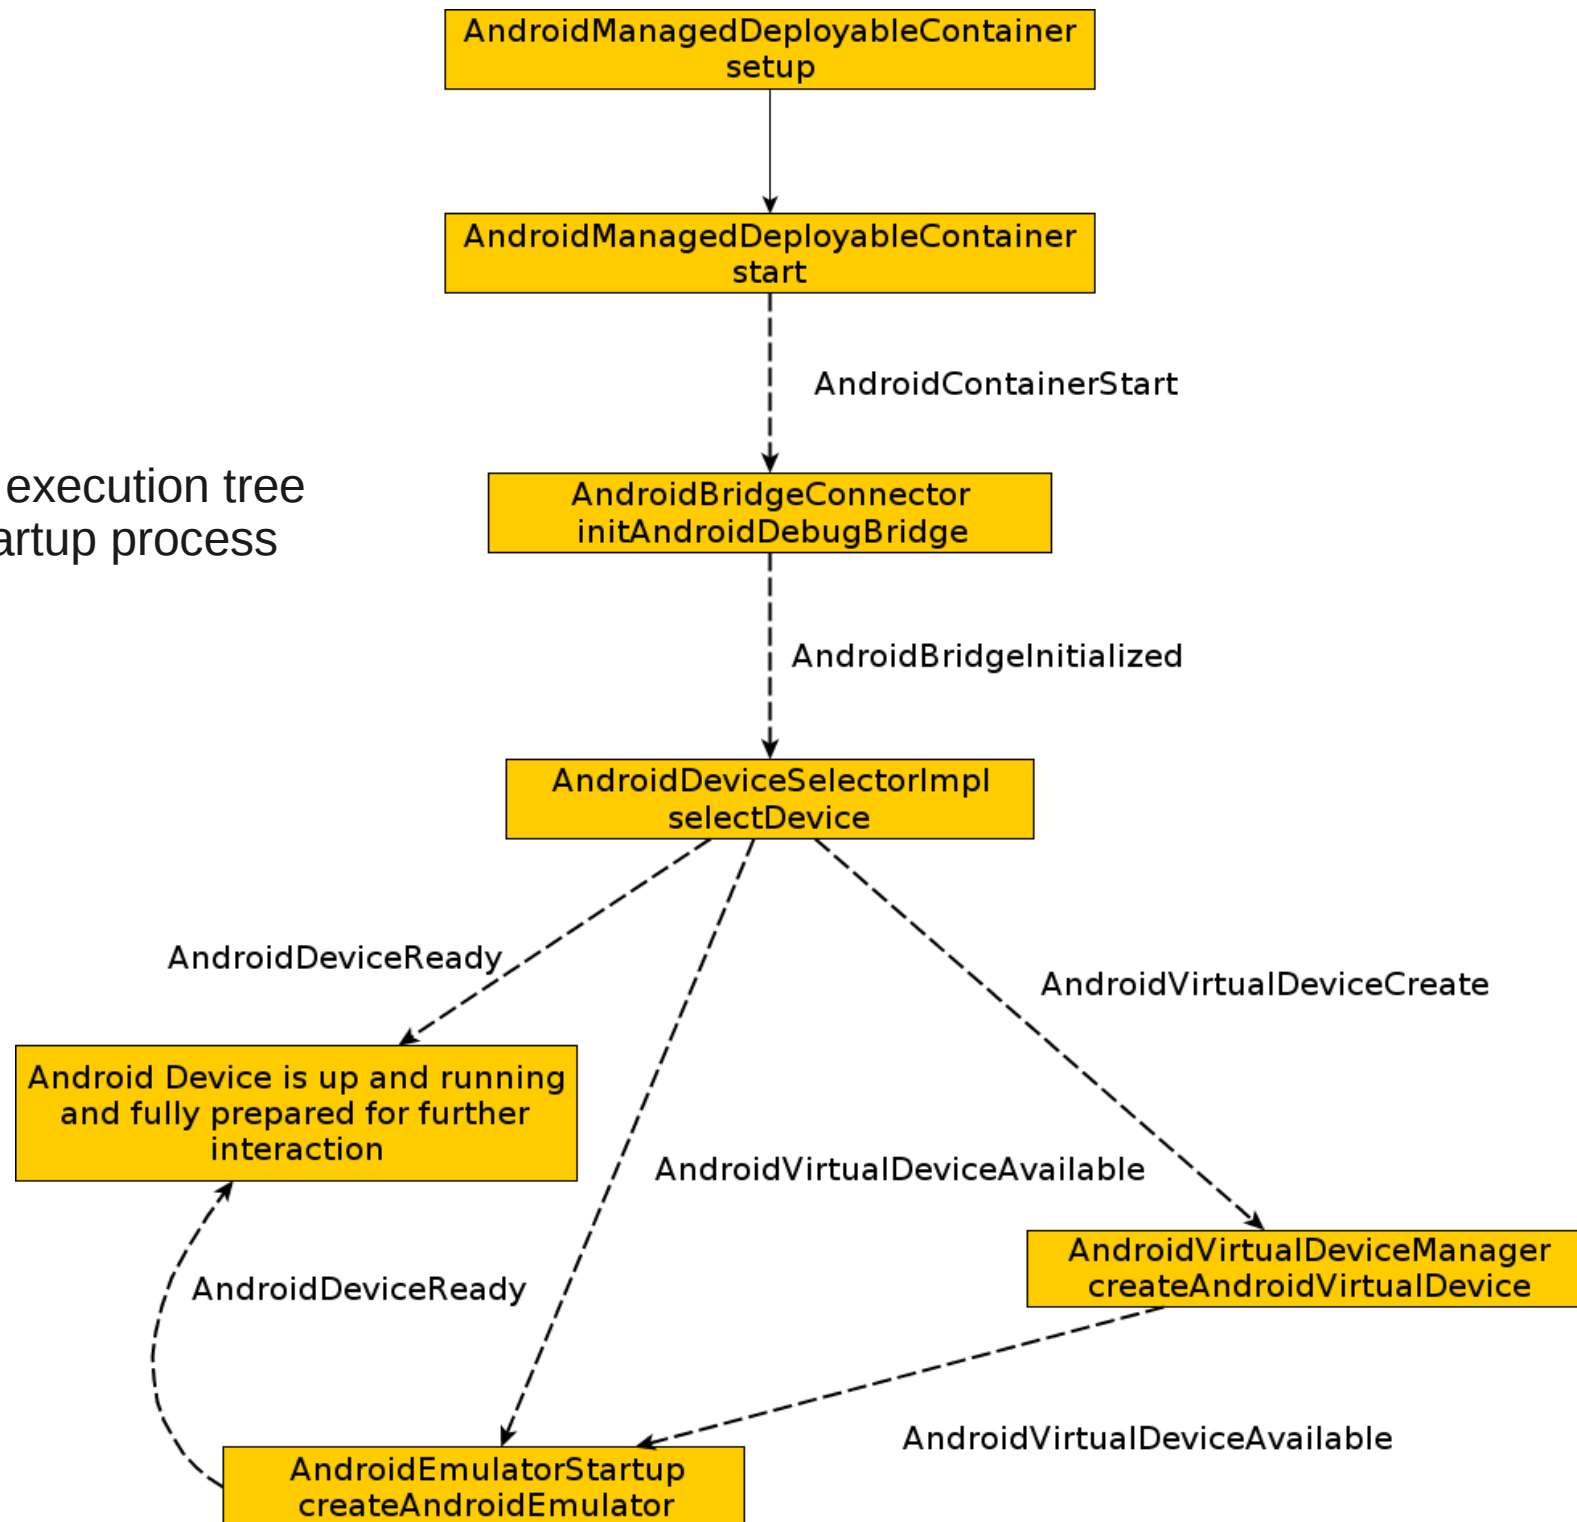 AndroidManagedDeployableContainer
setup
AndroidManagedDeployableContainer
start
AndroidContainerStart
execution tree
process
AndroidBridgeConnector
initAndroidDebugBridge
AndroidBridgeInitialized
AndroidDeviceSelectorImpl
selectDevice
AndroidDeviceReady
AndroidVirtualDeviceCreate
Android Device is up and running
and fully prepared for further
interaction
AndroidVirtualDeviceAvailable
AndroidVirtualDeviceManager
createAndroidVirtualDevice
AndroidDeviceReady
AndroidVirtualDeviceAvailable
AndroidEmulatorStartup
createAndroidEmulator